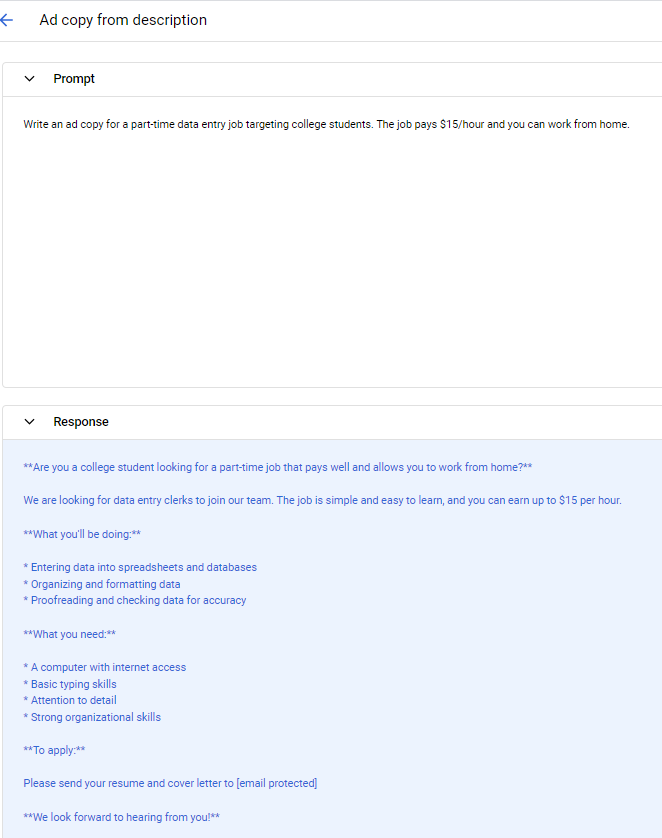 Ad copy from description
Prompt
Write an ad copy for a part-time data entry job targeting college students. The job pays $15/hour and you can work from home.
Response
**Are you a college student looking for a part-time job that pays well and allows you to work from home?**
We are looking for data entry clerks to join our team. The job is simple and easy to learn, and you can earn up to $15 per hour.
**What you'll be doing:**
* Entering data into spreadsheets and databases
* Organizing and formatting data
* Proofreading and checking data for accuracy
**What you need:**
* A computer with internet access
* Basic typing skills
* Attention to detail
* Strong organizational skills
**To apply:**
Please send your resume and cover letter to [email protected]
**We look forward to hearing from you!**